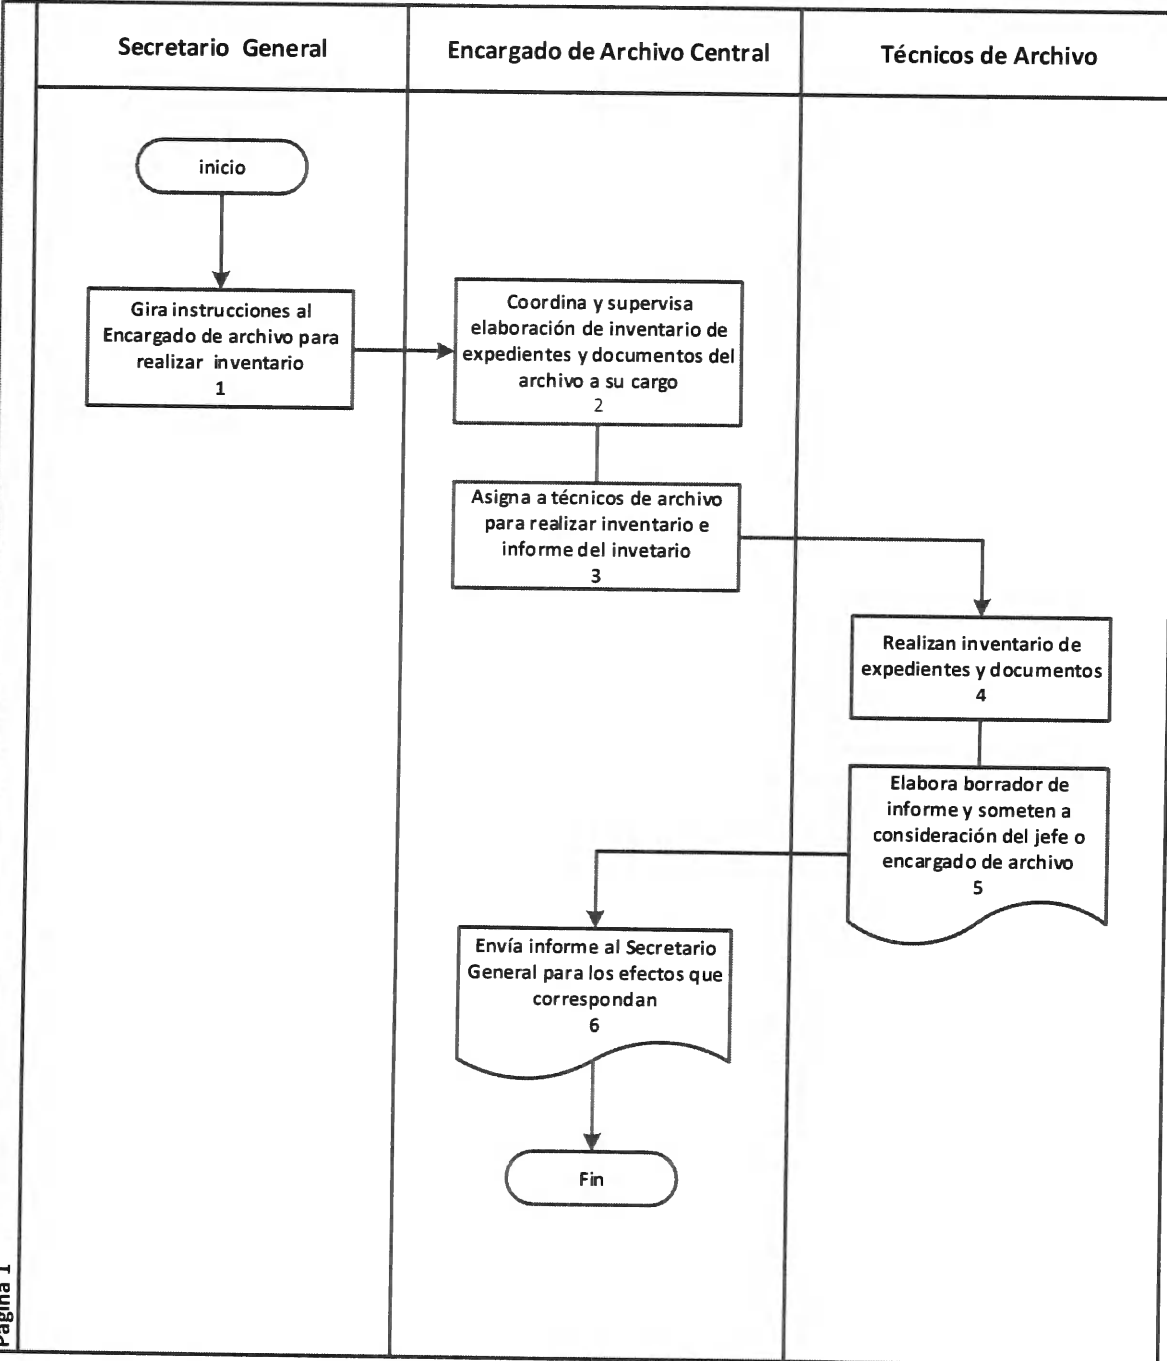 Secretario General
Encargado de Archivo Central
Técnicos de Archivo
inicio
Gira instrucciones al
Encargado de archivo para
realizar inventario
1
Coordina y supervisa
elaboración de inventario de
expedientes y documentos del
archivo a su cargo
2
Asigna a técnicos de archivo
para realizar inventario e
informe del invetario
3
Realizan inventario de
expedientes y documentos
4
Elabora borrador de
informe y someten a
consideración del jefe o
encargado de archivo
5
Envía informe al Secretario
General para los efectos que
correspondan
6
Fin
Página 1